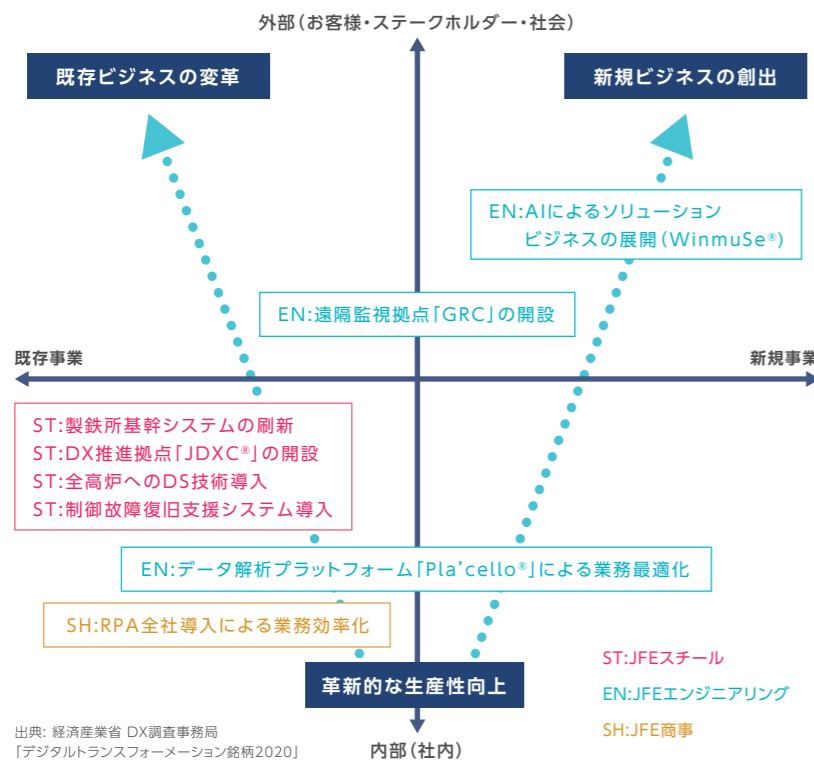 外部(お客様・ステークホルダー・社会)
既存ビジネスの変革
新規ビジネスの創出
EN:AIによるソリューション
ビジネスの展開(WinmuSe®)
EN:遠隔監視拠点「GRC」の開設
既存事業
新規事業
ST:製鉄所基幹システムの刷新
ST:DX推進拠点「JDXC®」の開設
ST:全高炉へのDS技術導入
ST:制御故障復旧支援システム導入
EN:データ解析プラットフォーム「Pla'cello®」による業務最適化
SH:RPA全社導入による業務効率化
革新的な生産性向上
ST:JFEスチール
EN:JFEエンジニアリング
SH:JFE商事
内部(社内)
出典: 経済産業省 DX調査事務局
「デジタルトランスフォーメーション銘柄2020」